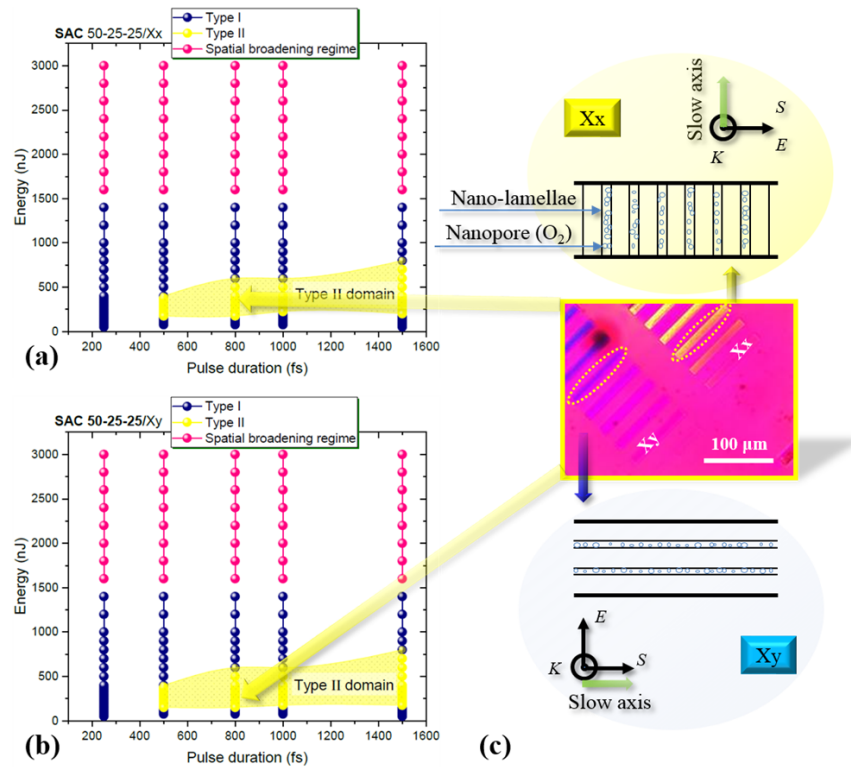 SAC 50-25-25/Xx
Type I
Type II
Spatial broadening regime
3000
2500
2000
1500
1000
500
0
Energy (nJ)
Type II domain
200 400 600 800 1000 1200 1400 1600
Pulse duration (fs)
(a)
SAC 50-25-25/Xy
Type I
Type II
Spatial broadening regime
3000
2500
2000
1500
1000
500
0
Energy (nJ)
Type II domain
200 400 600 800 1000 1200 1400 1600
Pulse duration (fs)
(b)
Xx
Slow axis
S
E
K
Nano-lamellae
Nanopore (O2)
Xx
Xy
100 μm
E
K
S
Slow axis
Xy
(c)